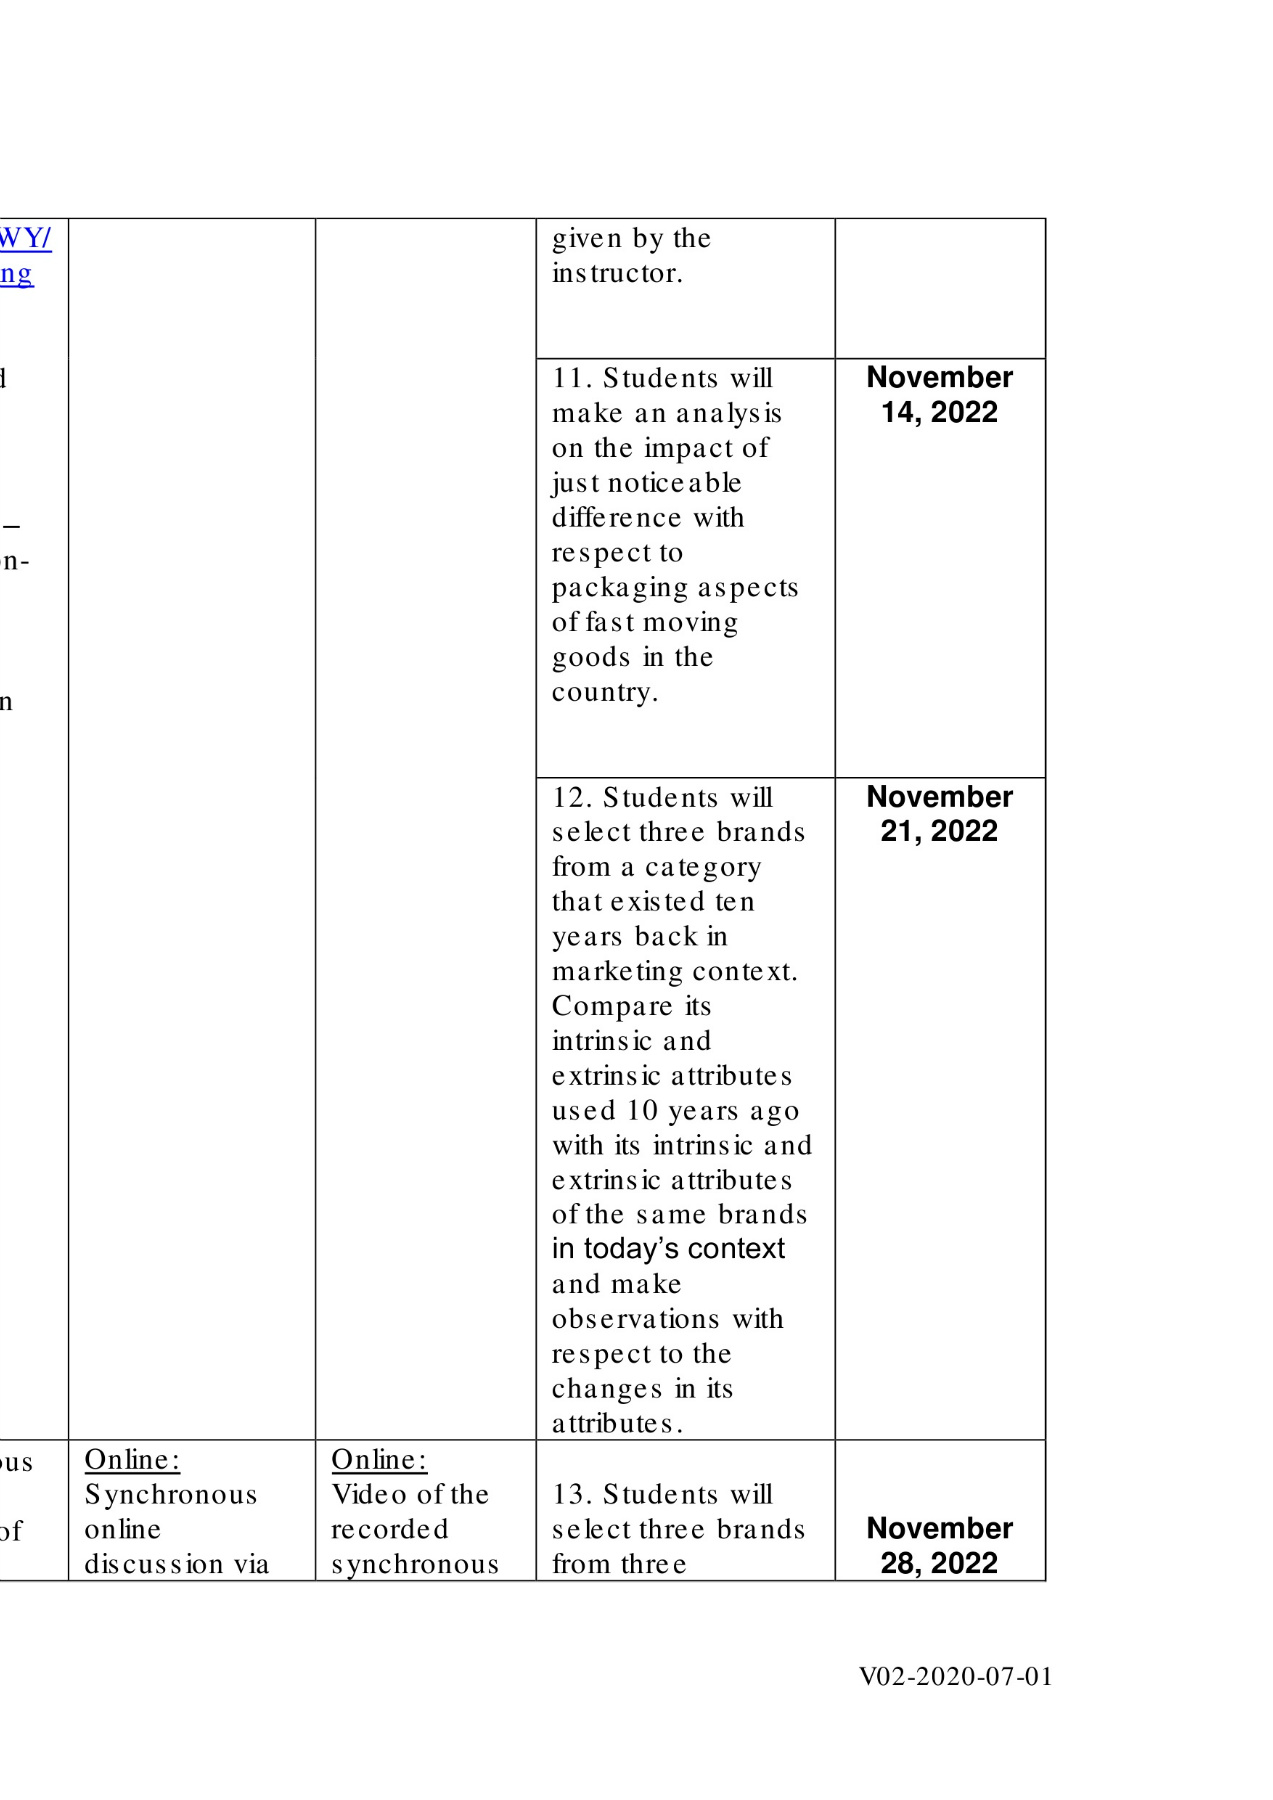 WY/
ng
d
–
on-
n
given by the
instructor.
11. Students will
make an analysis
on the impact of
just noticeable
difference with
respect to
packaging aspects
of fast moving
goods in the
country.
November
14, 2022
12. Students will
select three brands
from a category
that existed ten
years back in
marketing context.
Compare its
intrinsic and
extrinsic attributes
used 10 years ago
with its intrinsic and
extrinsic attributes
of the same brands
in today’s context
and make
observations with
respect to the
changes in its
attributes.
November
21, 2022
ous
of
Online:
Synchronous
online
discussion via
Online:
Video of the
recorded
synchronous
13. Students will
select three brands
from three
November
28, 2022
V02-2020-07-01